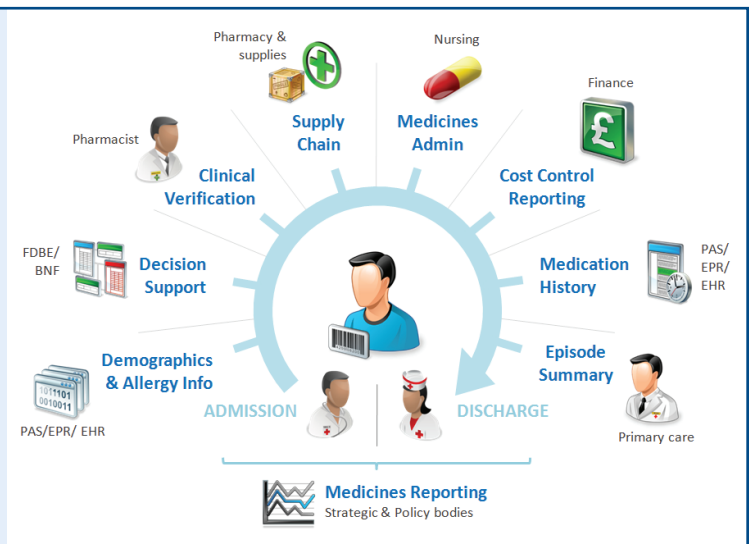 Pharmacy &
supplies
Nursing
Finance
Supply
Chain
Medicines
Admin
Pharmacist
Clinical
Verification
Cost Control
Reporting
FDBE/
BNF
Decision
Support
Medication
History
PAS/
EPR/
EHR
Demographics
& Allergy Info
Episode
Summary
1011101
0010011
PAS/EPR/ EHR
ADMISSION
DISCHARGE
Primary care
Medicines Reporting
Strategic & Policy bodies
£